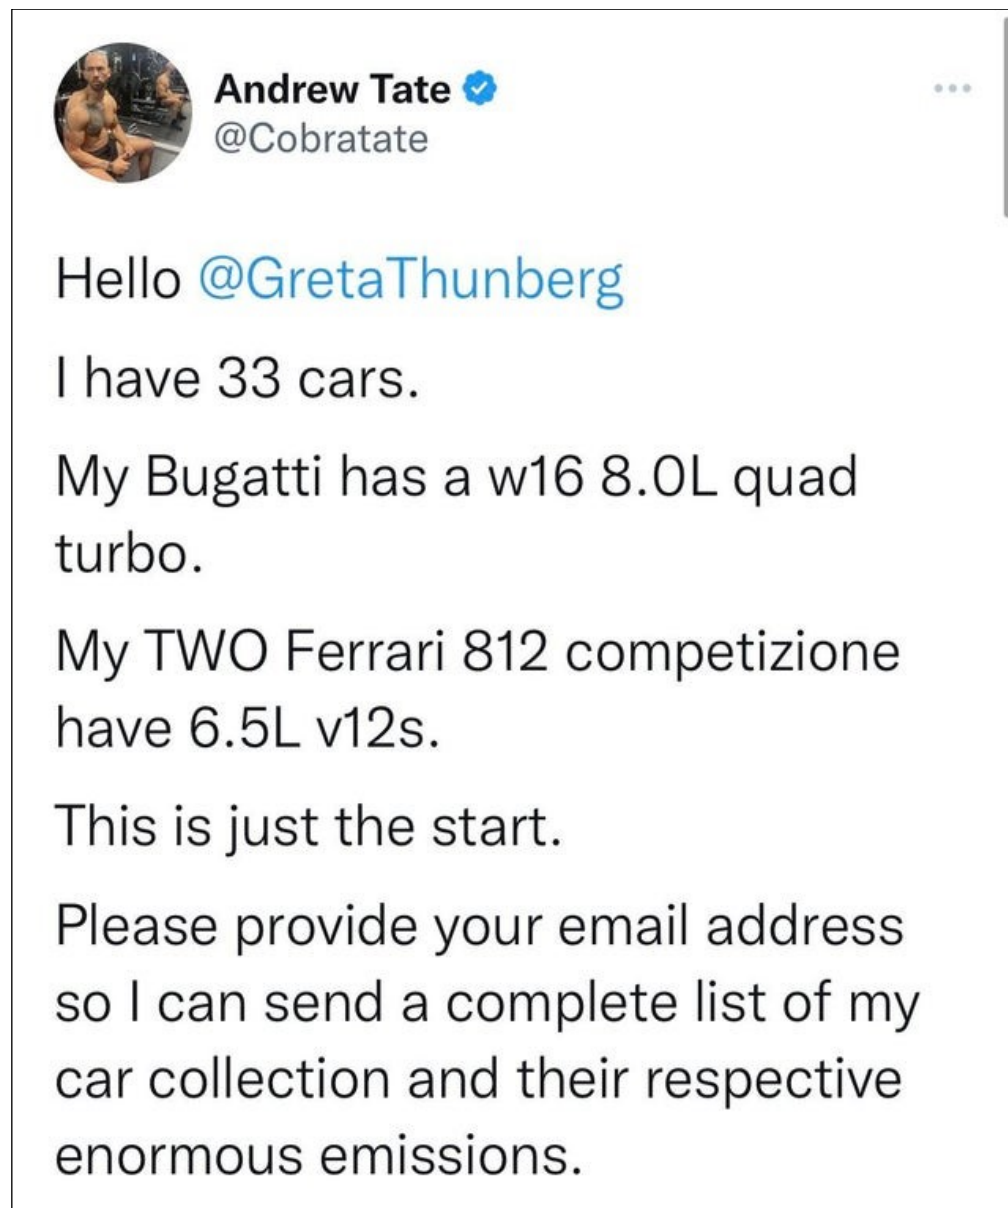 Andrew Tate
@Cobratate
Hello @GretaThunberg
I have 33 cars.
My Bugatti has a w16 8.0L quad
turbo.
My TWO Ferrari 812 competizione
have 6.5L v12s.
This is just the start.
Please provide your email address
so I can send a complete list of my
car collection and their respective
enormous emissions.